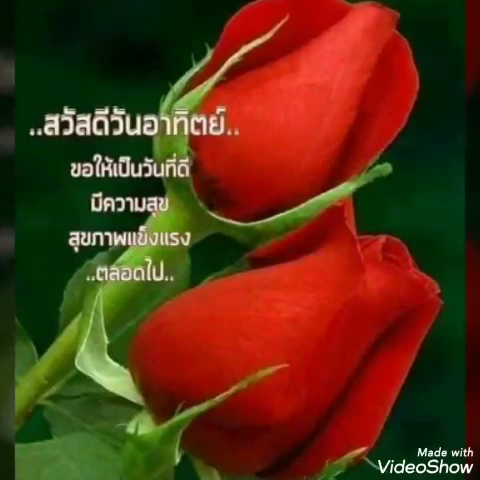 ..สวัสดีวันอาทิตย์..
ขอให้เป็นวันที่ดี
มีความสุข
สุขภาพแข็งแรง
..ตลอดไป..
Made with
VideoShow